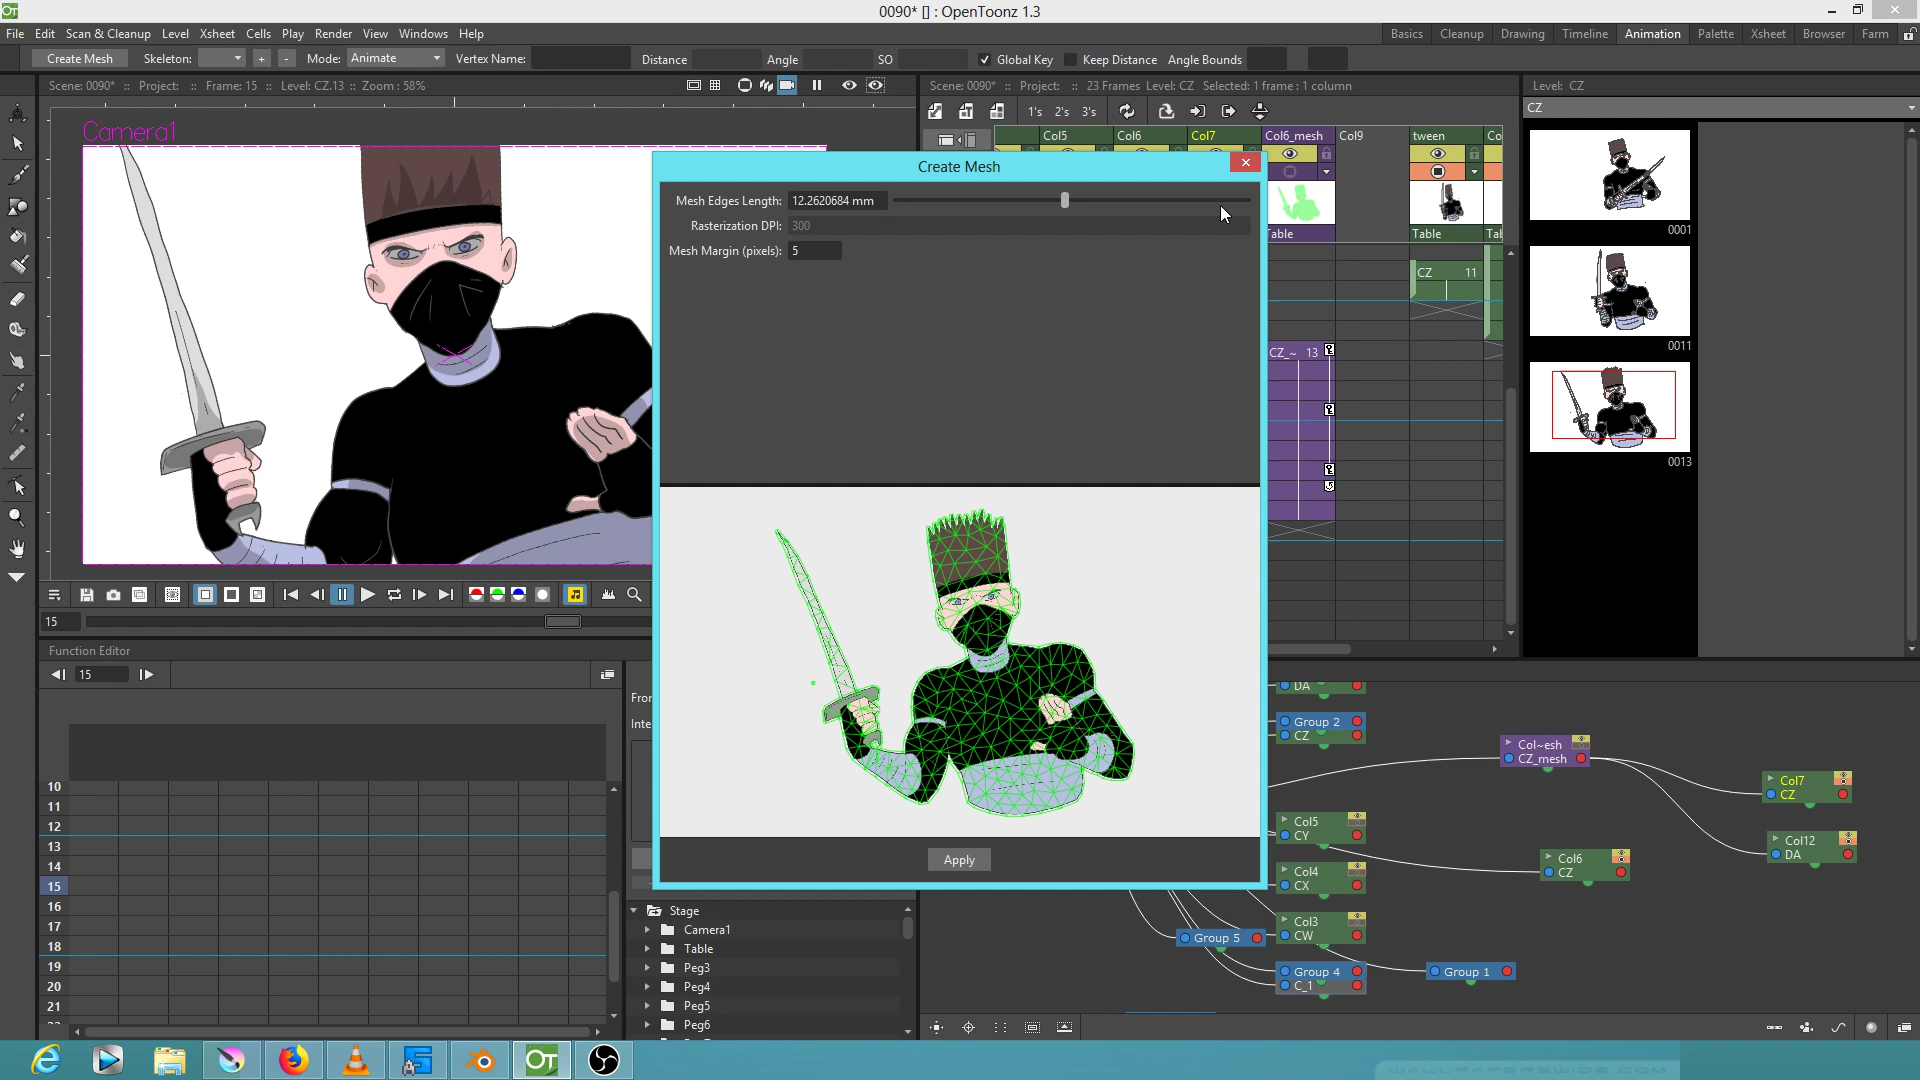 OT 0090* [] : OpenToonz 1.3
File Edit Scan & Cleanup Level Xsheet Cells Play Render View Windows Help
Basics Cleanup Drawing Timeline Animation Palette Xsheet Browser Farm
Create Mesh Skeleton: + - Mode: Animate Vertex Name: Distance Angle SO Global Key Keep Distance Angle Bounds
Scene: 0090* :: Project: :: Frame: 15 :: Level: CZ.13 :: Zoom : 58%
Scene: 0090* :: Project: :: 23 Frames Level: CZ Selected: 1 frame : 1 column
Level: CZ
CZ
1's 2's 3's
Camera1
Col5 Col6 Col7 Col6_mesh Col9 tween Co
Create Mesh
Mesh Edges Length: 12.2620684 mm
Rasterization DPI: 300
Mesh Margin (pixels): 5
Apply
Table Table Tab
CZ 11
CZ_~ 13
0001
0011
0013
15
Function Editor
15
Fror
Inte
10
11
12
13
14
15
16
17
18
19
20
21
Stage
Camera1
Table
Peg3
Peg4
Peg5
Peg6
DA
Group 2
CZ
Col~esh
CZ_mesh
Col7
CZ
Col5
CY
Col12
DA
Col6
CZ
Col4
CX
Col3
CW
Group 5
Group 4
C_1
Group 1
OT